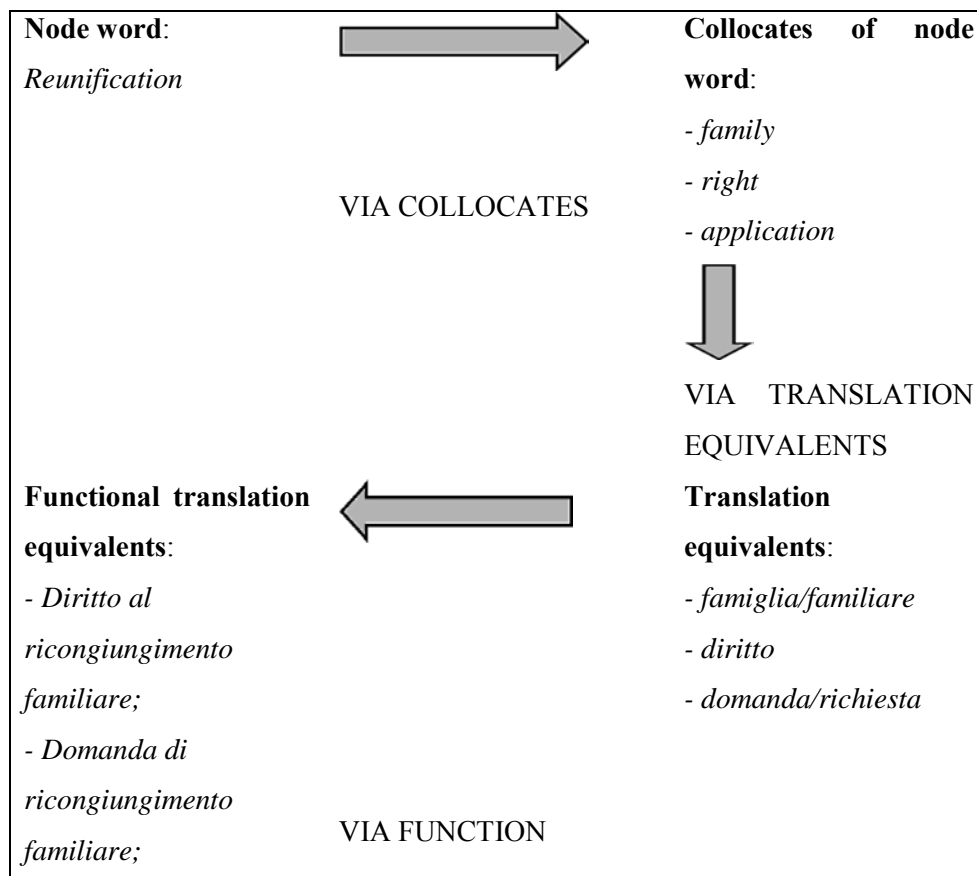 Node word:
Reunification
Collocates of node
word:
- family
- right
- application
VIA COLLOCATES
VIA TRANSLATION
EQUIVALENTS
Functional translation
equivalents:
- Diritto al
ricongiungimento
familiare;
- Domanda di
ricongiungimento
familiare;
Translation
equivalents:
- famiglia/familiare
- diritto
- domanda/richiesta
VIA FUNCTION